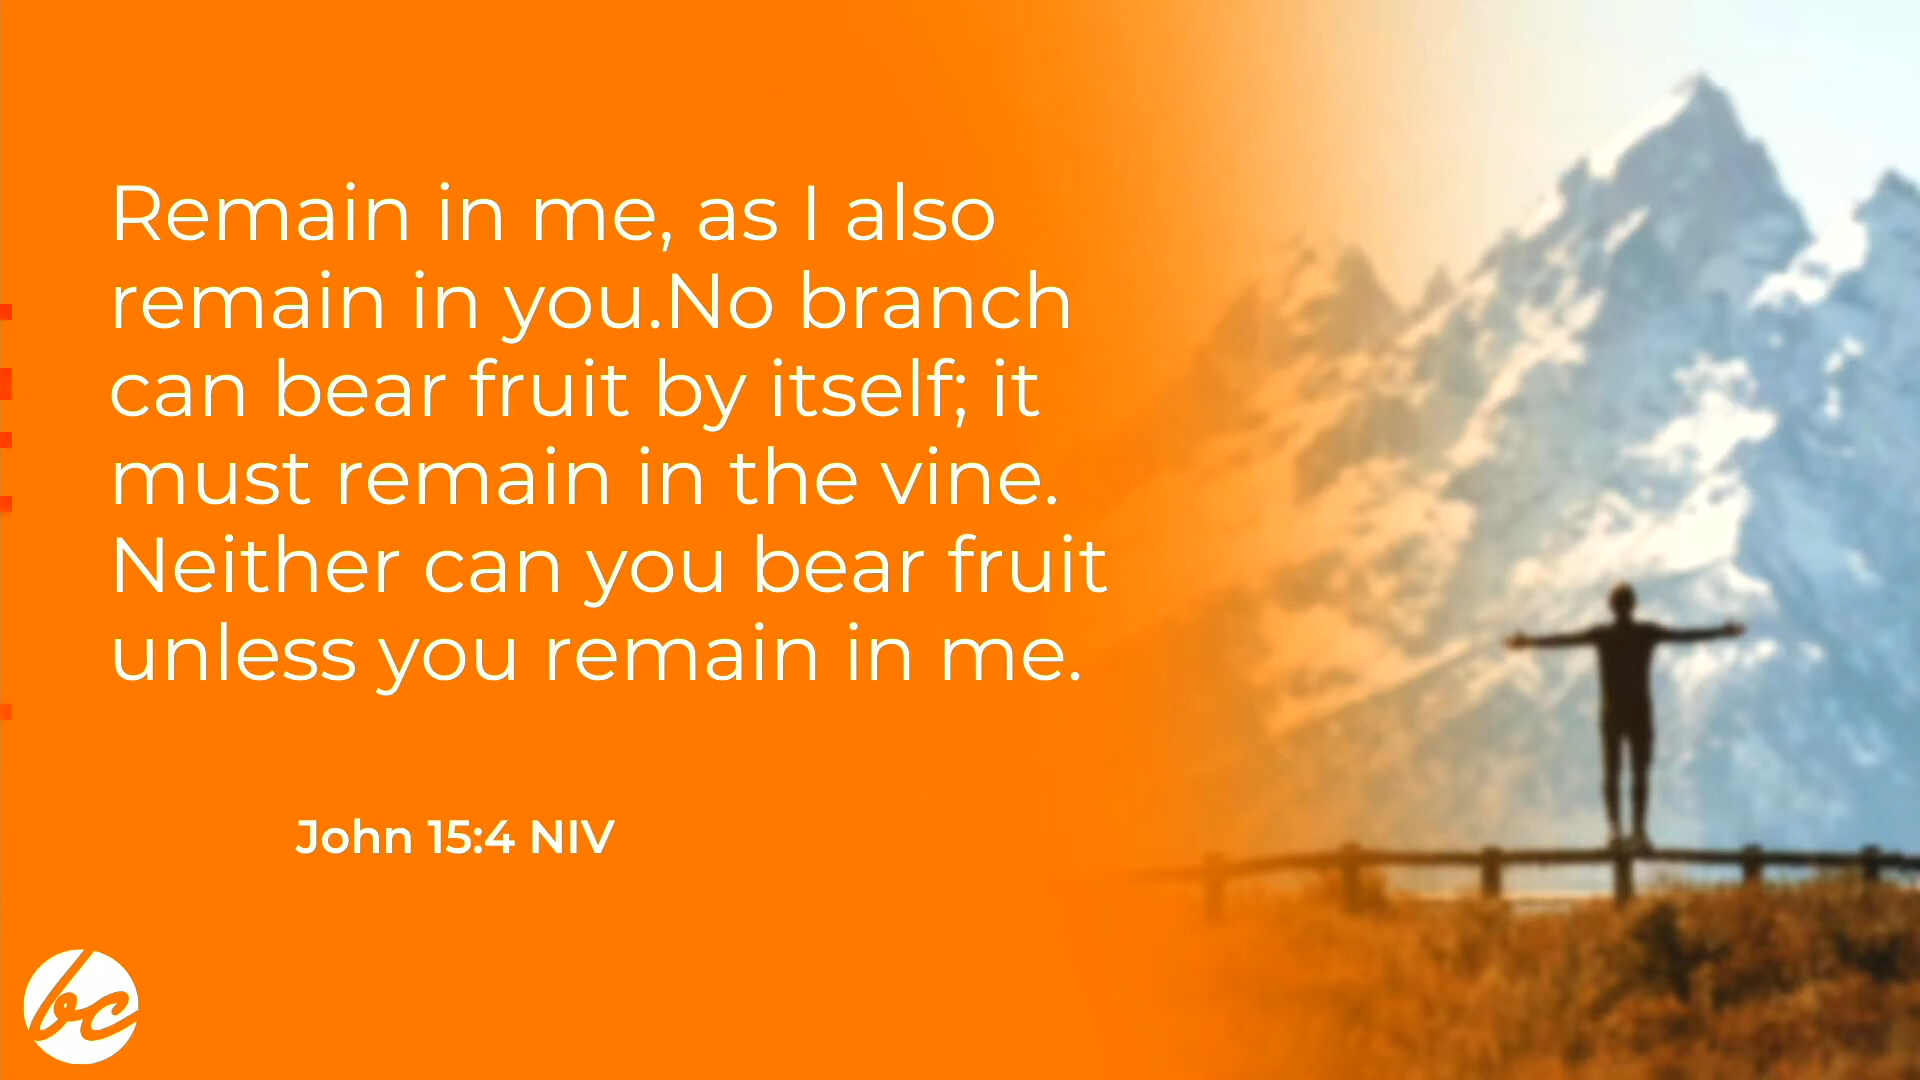 Remain in me, as I also
remain in you.No branch
can bear fruit by itself; it
must remain in the vine.
Neither can you bear fruit
unless you remain in me.
John 15:4 NIV
bc